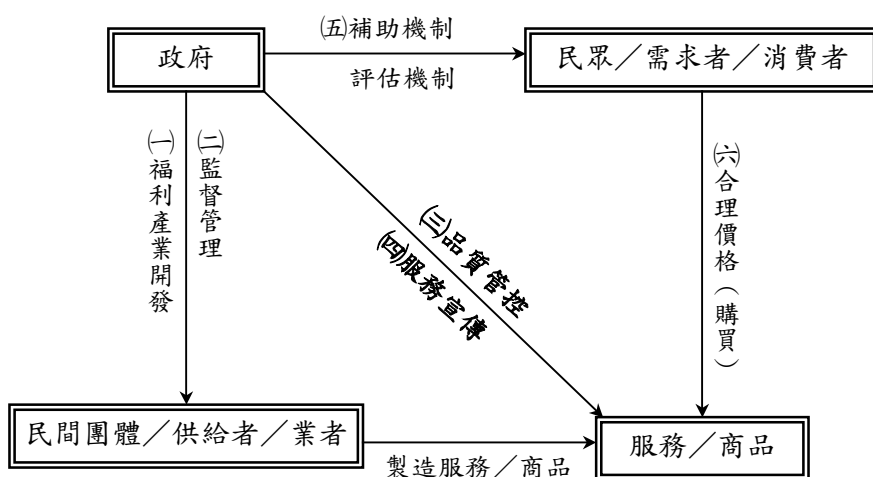 ㈤補助機制
政府
民眾／需求者／消費者
評估機制
㈠福利產業開發
㈡監督管理
㈢品質管控
㈣服務宣傳
㈥合理價格（購買）
民間團體／供給者／業者
服務／商品
製造服務／商品